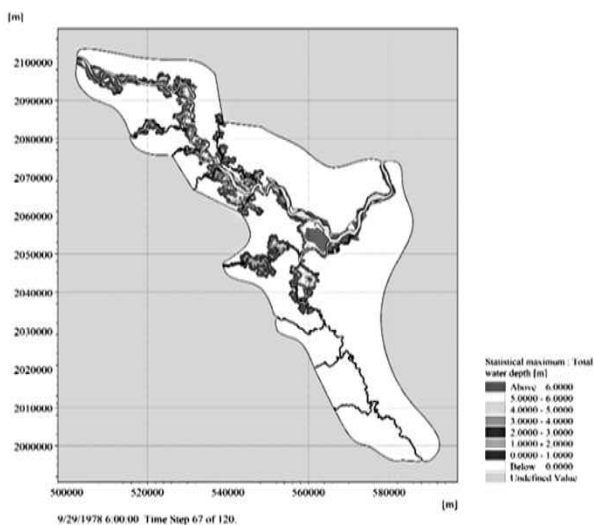 [m]
2100000
2090000
2080000
2070000
2060000
2050000
2040000
2030000
2020000
2010000
2000000
500000 520000 540000 560000 580000
[m]
9/29/1978 6:00:00 Time Step 67 of 120.
Statistical maximum : Total
water depth [m]
Above 6.0000
5.0000 - 6.0000
4.0000 - 5.0000
3.0000 - 4.0000
2.0000 - 3.0000
1.0000 - 2.0000
0.0000 - 1.0000
Below 0.0000
Undefined Value